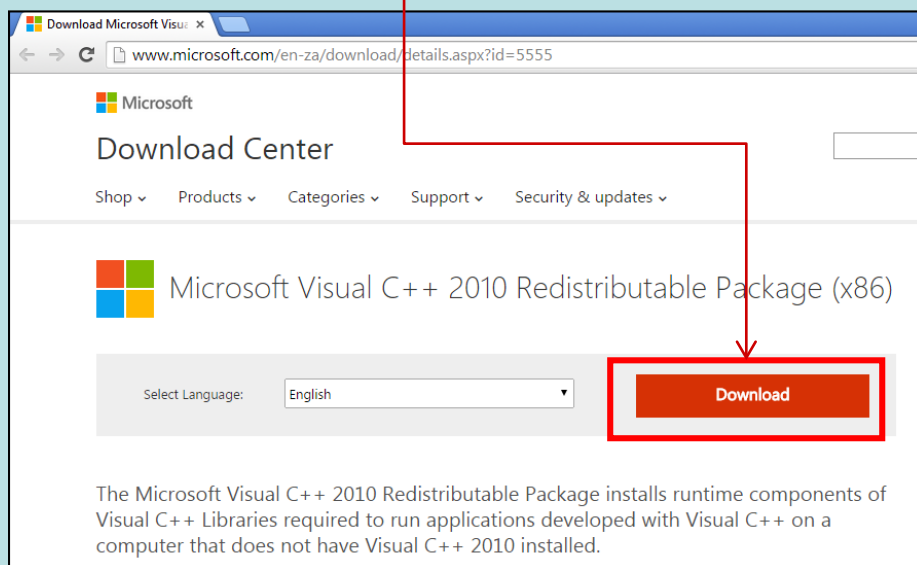 Download Microsoft Visua
www.microsoft.com/en-za/download/details.aspx?id=5555
Microsoft
Download Center
Shop Products Categories Support Security & updates
Microsoft Visual C++ 2010 Redistributable Package (x86)
Select Language: English Download
The Microsoft Visual C++ 2010 Redistributable Package installs runtime components of
Visual C++ Libraries required to run applications developed with Visual C++ on a
computer that does not have Visual C++ 2010 installed.